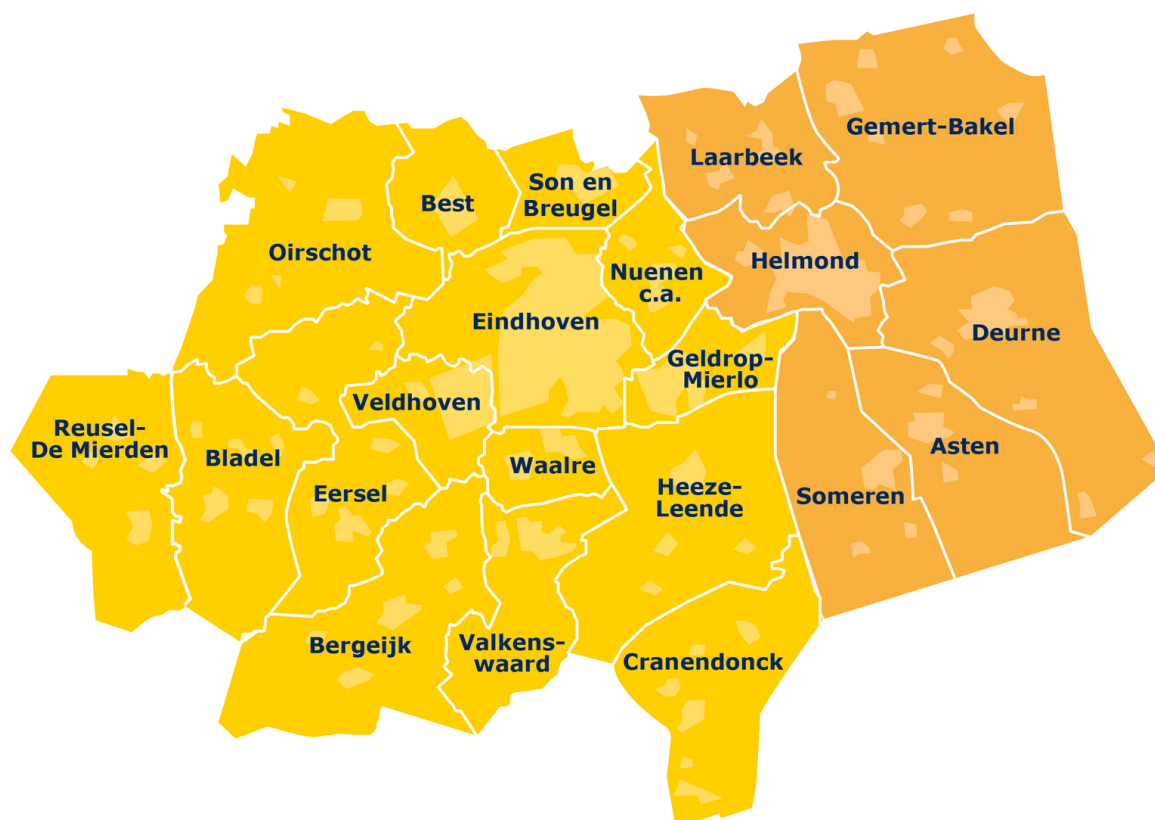 Gemert-Bakel
Laarbeek
Son en
Breugel
Best
Oirschot
Helmond
Nuenen
c.a.
Eindhoven
Deurne
Geldrop-
Mierlo
Veldhoven
Reusel-
De Mierden
Bladel
Asten
Waalre
Eersel
Heeze-
Leende
Someren
Bergeijk
Valkens-
waard
Cranendonck